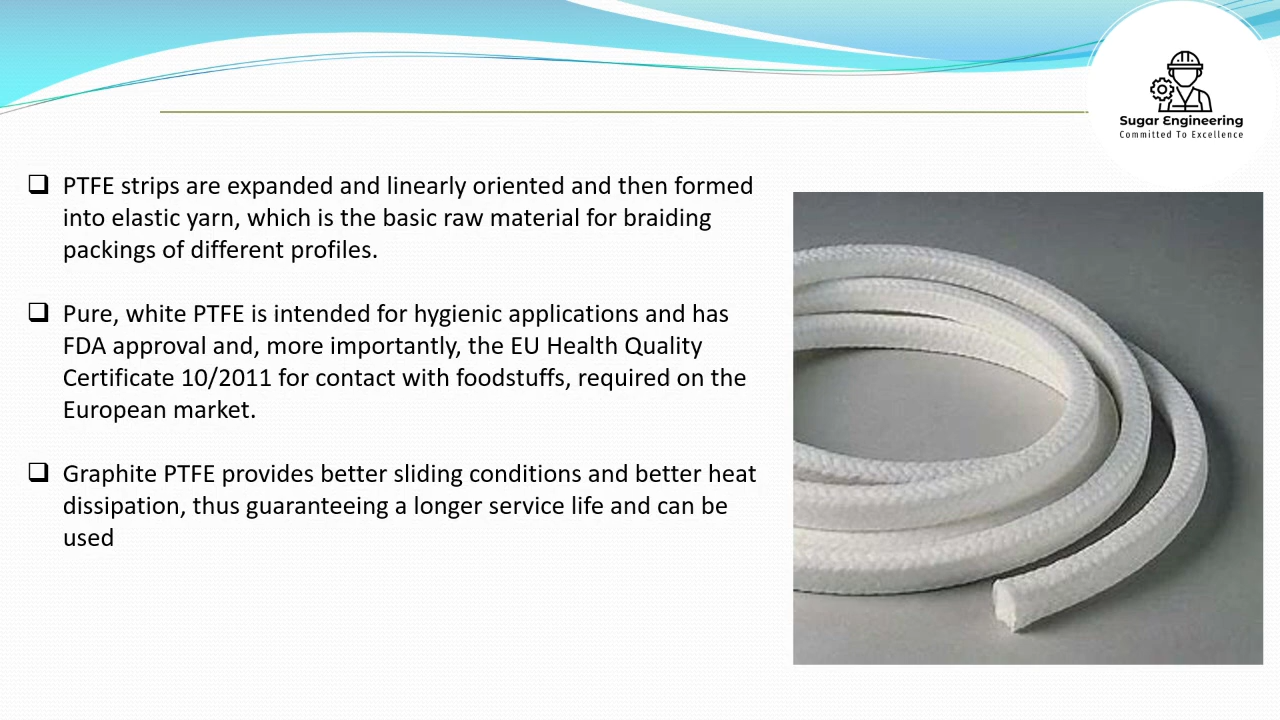 Sugar Engineering
Committed To Excellence
PTFE strips are expanded and linearly oriented and then formed
into elastic yarn, which is the basic raw material for braiding
packings of different profiles.
Pure, white PTFE is intended for hygienic applications and has
FDA approval and, more importantly, the EU Health Quality
Certificate 10/2011 for contact with foodstuffs, required on the
European market.
Graphite PTFE provides better sliding conditions and better heat
dissipation, thus guaranteeing a longer service life and can be
used